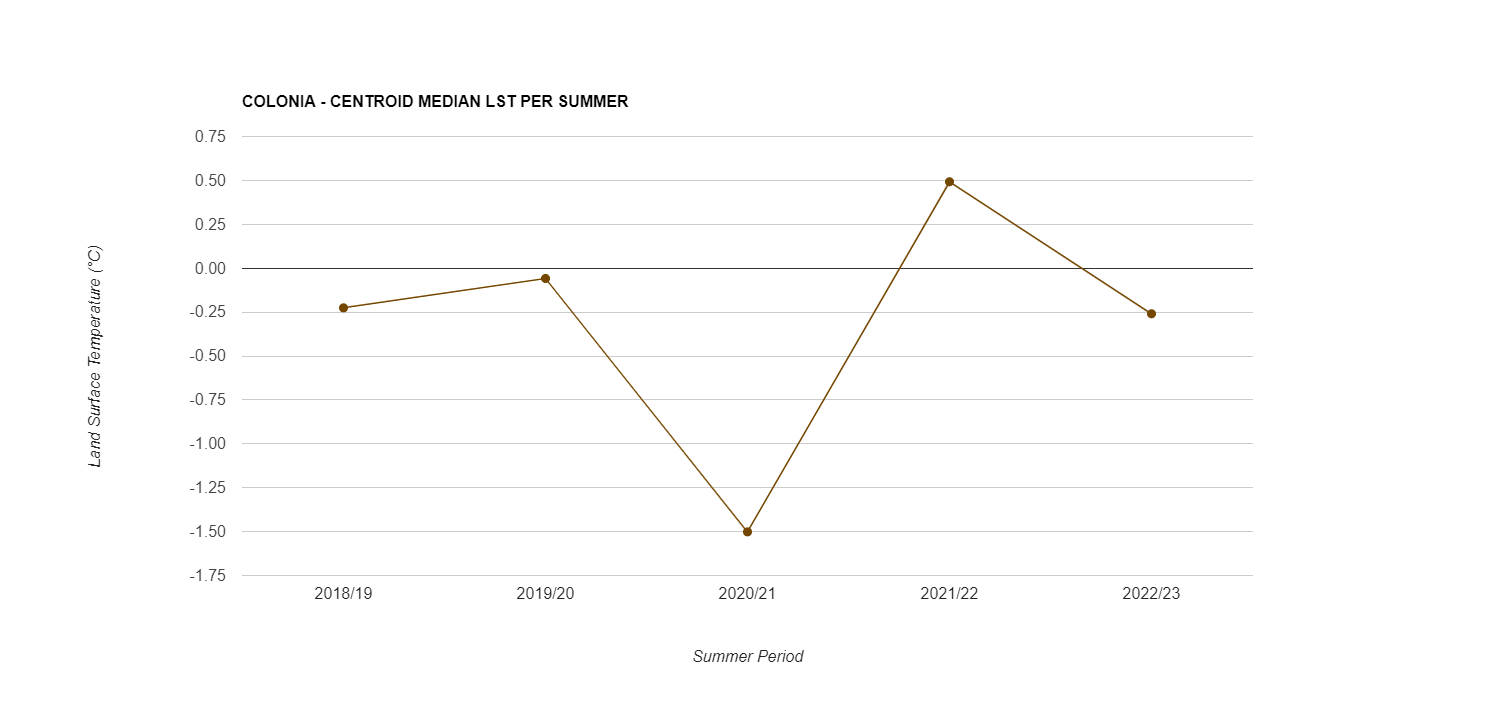 COLONIA - CENTROID MEDIAN LST PER SUMMER
0.75
0.50
0.25
0.00
-0.25
-0.50
-0.75
-1.00
-1.25
-1.50
-1.75
Land Surface Temperature (°C)
2018/19 2019/20 2020/21 2021/22 2022/23
Summer Period